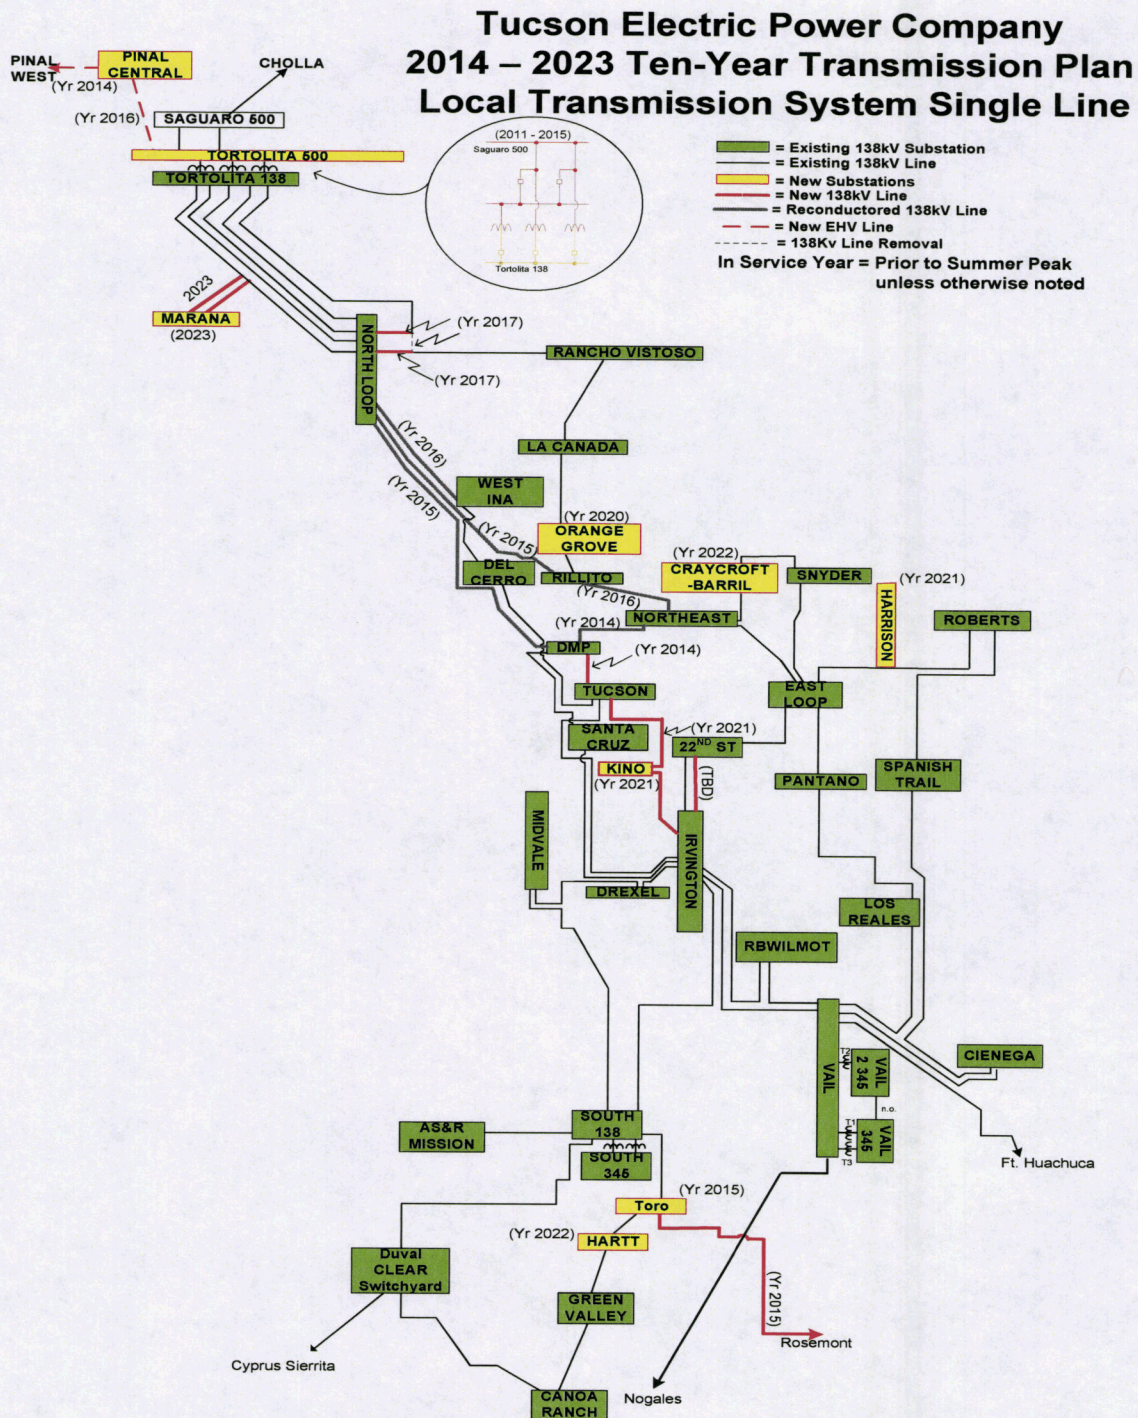 Tucson Electric Power Company
2014 – 2023 Ten-Year Transmission Plan
Local Transmission System Single Line
PINAL
WEST
PINAL
CENTRAL
(Yr 2014)
CHOLLA
(Yr 2016)
SAGUARO 500
TORTOLITA 500
TORTOLITA 138
(2011 - 2015)
Saguaro 500
Tortolita 138
= Existing 138kV Substation
= Existing 138kV Line
= New Substations
= New 138kV Line
= Reconductored 138kV Line
= New EHV Line
= 138Kv Line Removal
In Service Year = Prior to Summer Peak
unless otherwise noted
2023
MARANA
(2023)
NORTH LOOP
(Yr 2017)
(Yr 2017)
RANCHO VISTOSO
(Yr 2016)
(Yr 2015)
LA CANADA
WEST
INA
(Yr 2015)
(Yr 2020)
ORANGE
GROVE
DEL
CERRO
RILLITO
(Yr 2016)
(Yr 2022)
CRAYCROFT
-BARRIL
SNYDER
(Yr 2021)
HARRISON
ROBERTS
NORTHEAST
(Yr 2014)
DMP
(Yr 2014)
TUCSON
EAST
LOOP
SANTA
CRUZ
(Yr 2021)
22ND ST
KINO
(Yr 2021)
(TBD)
PANTANO
SPANISH
TRAIL
MIDVALE
IRVINGTON
DREXEL
LOS
REALES
RBWILMOT
VAIL
T2
VAIL
2 345
n.o.
T1
VAIL
345
T3
CIENEGA
Ft. Huachuca
AS&R
MISSION
SOUTH
138
SOUTH
345
(Yr 2015)
Toro
(Yr 2022)
HARTT
Duval
CLEAR
Switchyard
GREEN
VALLEY
(Yr 2015)
Rosemont
Cyprus Sierrita
Nogales
CANOA
RANCH